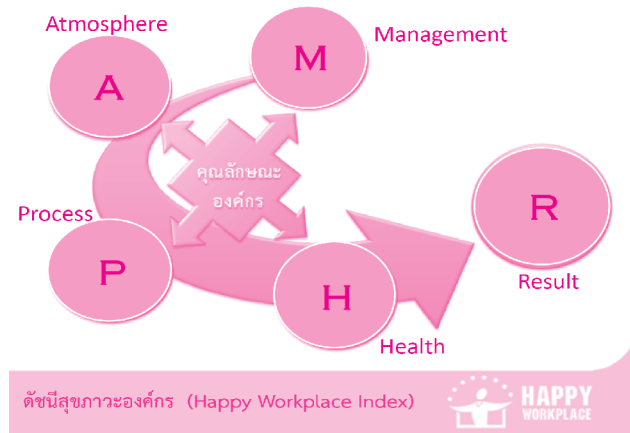 Atmosphere
A
M
Management
คุณลักษณะ
องค์กร
Process
P
H
Health
R
Result
ดัชนีสุขภาวะองค์กร (Happy Workplace Index)
HAPPY
WORKPLACE